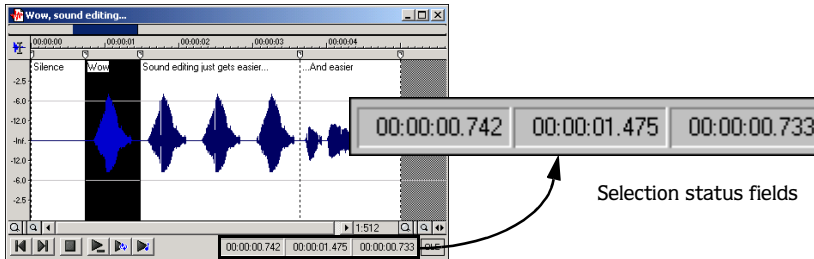 Wow, sound editing...
00:00:00 00:00:01 00:00:02 00:00:03 00:00:04
Silence Wow Sound editing just gets easier... ...And easier
-2.5
-6.0
-12.0
-Inf.
-12.0
-6.0
-2.5
00:00:00.742 00:00:01.475 00:00:00.733
Selection status fields
1:512
00:00:00.742 00:00:01.475 00:00:00.733 OLE